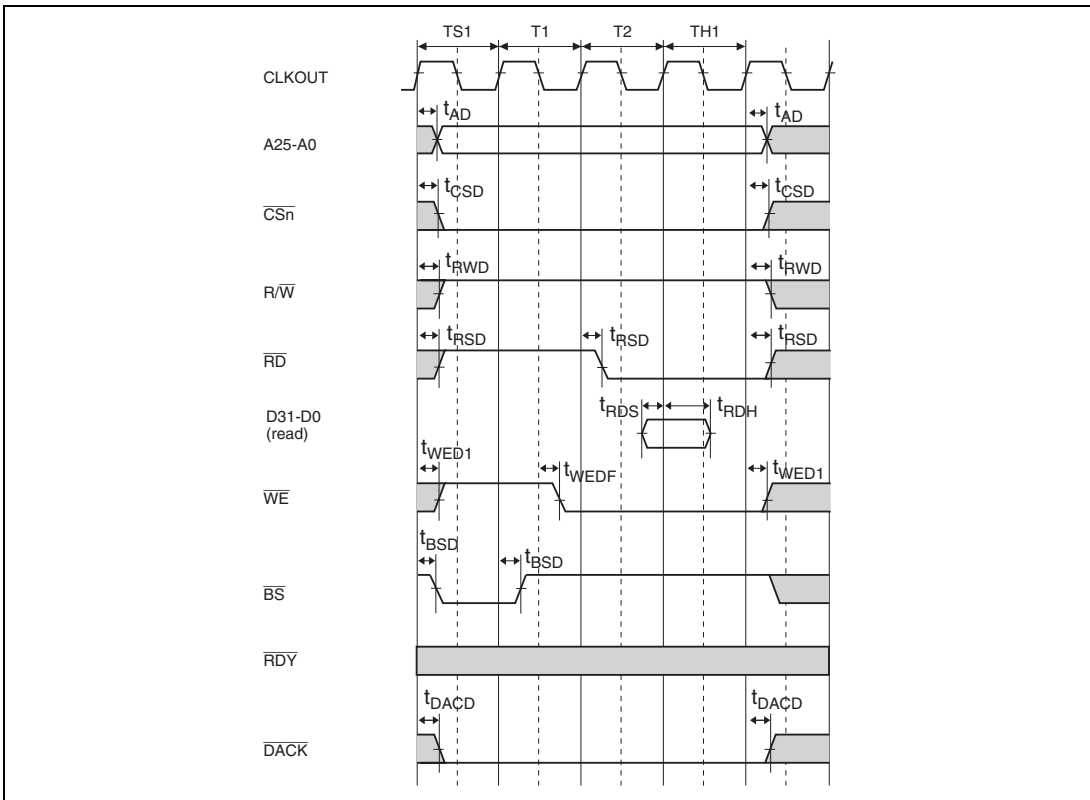 TS1 T1 T2 TH1
CLKOUT
tAD tAD
A25-A0
tCSD tCSD
CSn
tRWD tRWD
R/W
tRSD tRSD tRSD
RD
D31-D0
(read)
tRDS tRDH
tWED1 tWEDF tWED1
WE
tBSD tBSD
BS
RDY
tDACD tDACD
DACK